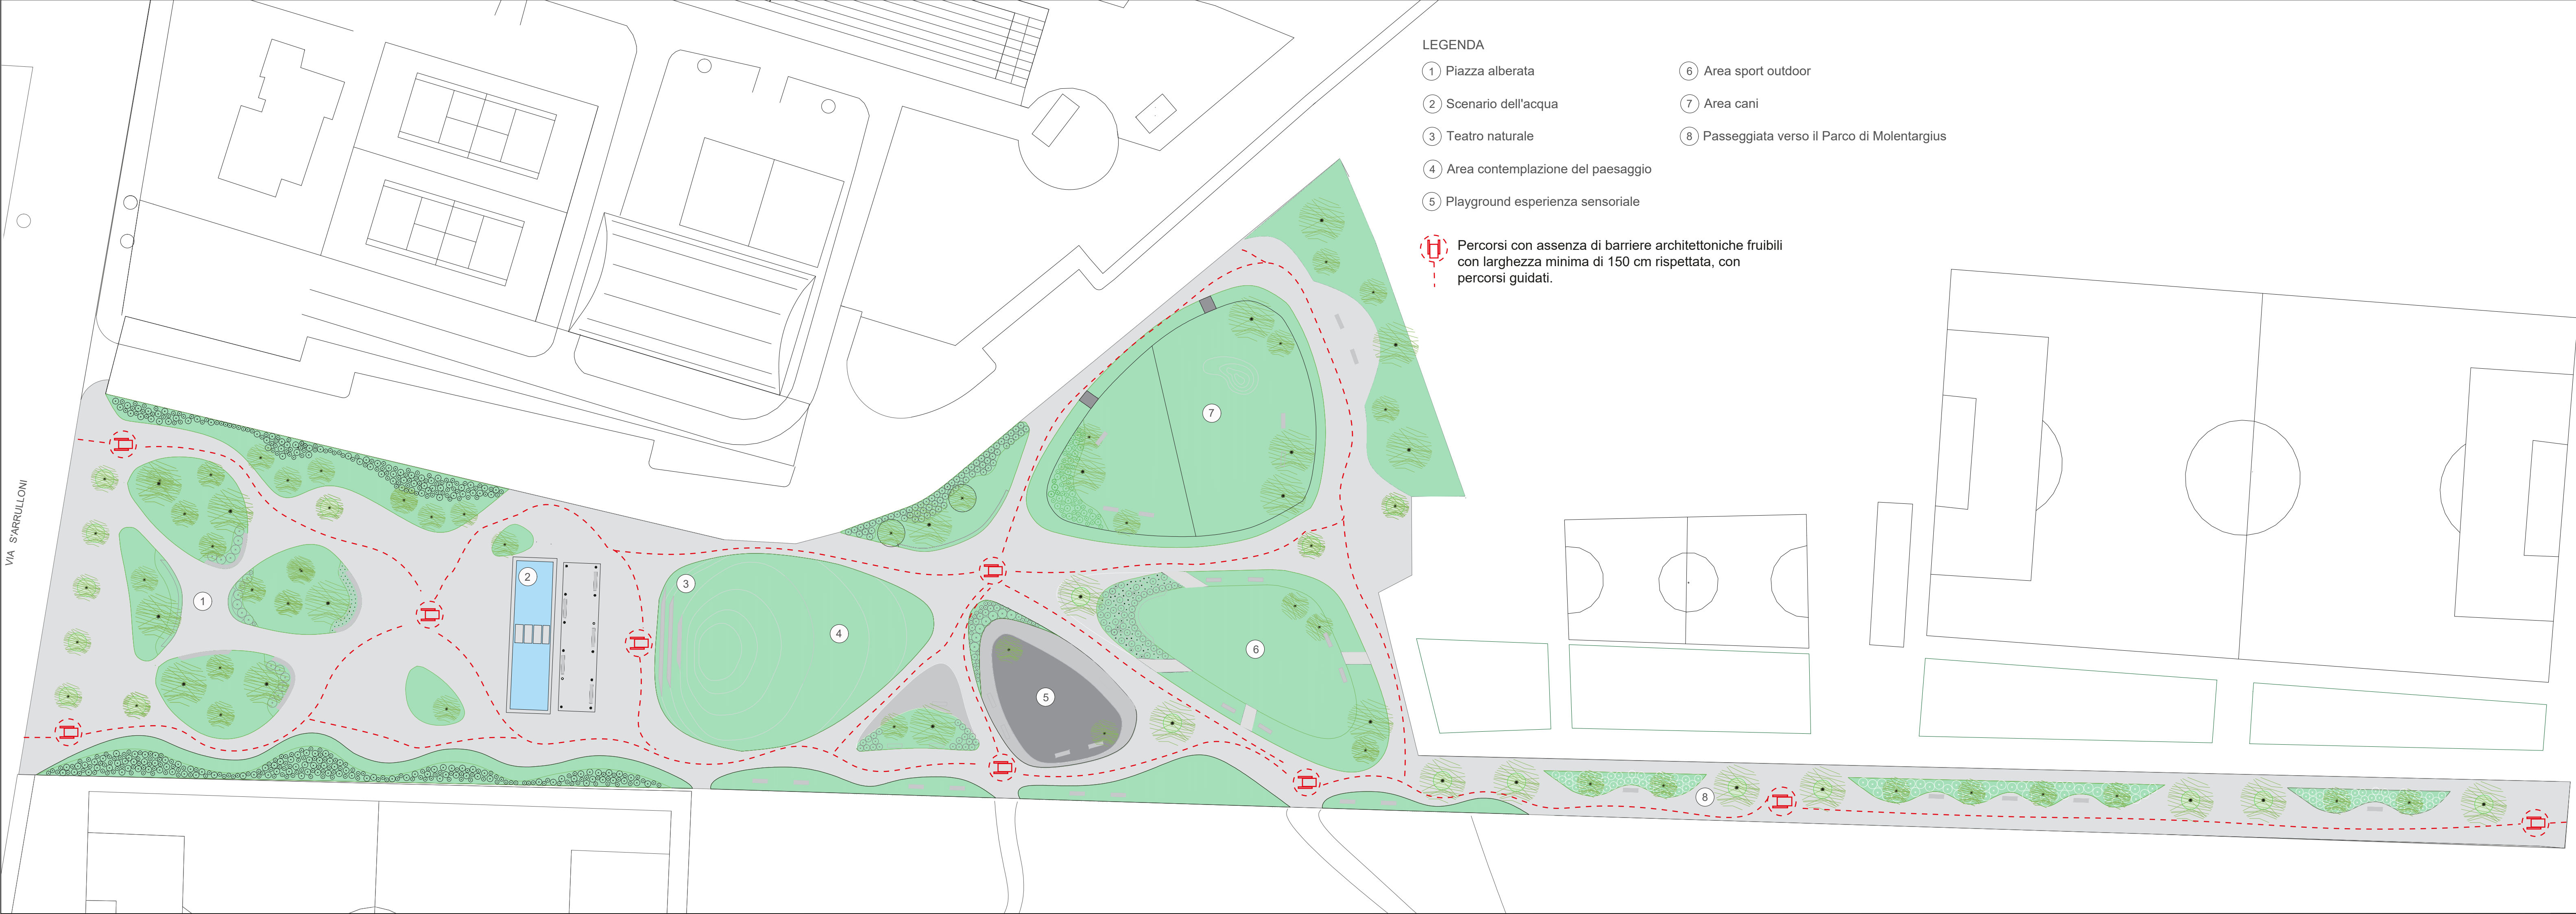 LEGENDA
1 Piazza alberata
2 Scenario dell'acqua
3 Teatro naturale
4 Area contemplazione del paesaggio
5 Playground esperienza sensoriale
6 Area sport outdoor
7 Area cani
8 Passeggiata verso il Parco di Molentargius
Percorsi con assenza di barriere architettoniche fruibili
con larghezza minima di 150 cm rispettata, con
percorsi guidati.
VIA S'ARRULLONI
1
2
3
4
5
6
7
8